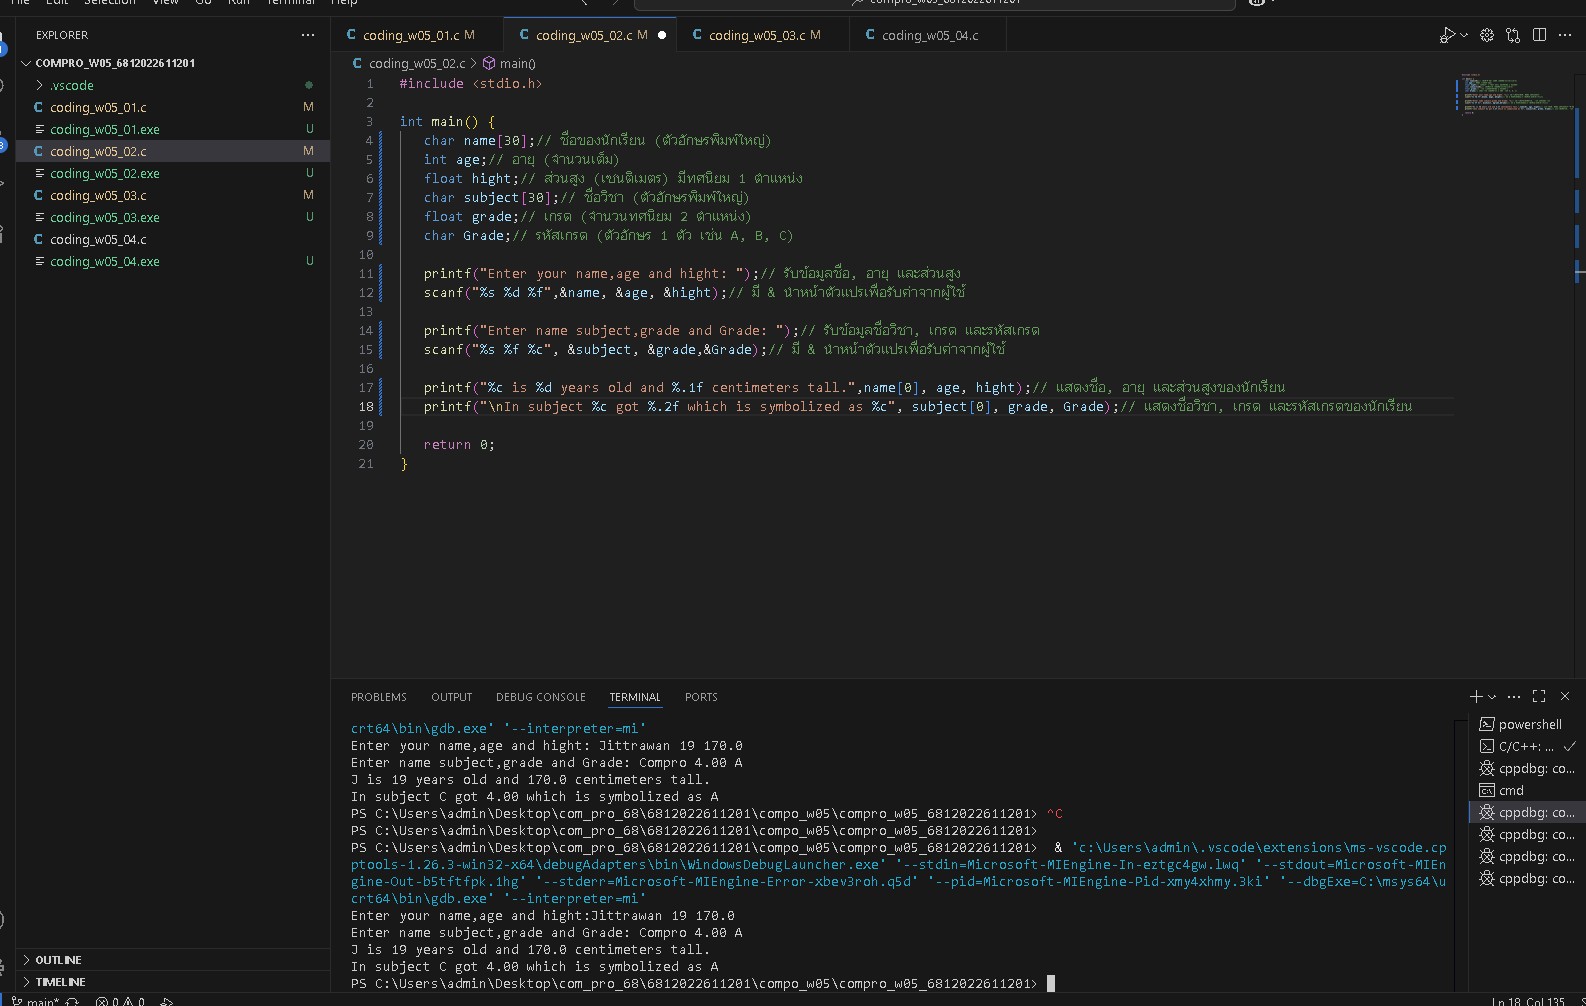 File Edit Selection View Go Run Terminal Help
compro_w05_6812022611201
EXPLORER
COMPRO_W05_6812022611201
.vscode
coding_w05_01.c M
coding_w05_01.exe U
coding_w05_02.c M
coding_w05_02.exe U
coding_w05_03.c M
coding_w05_03.exe U
coding_w05_04.c
coding_w05_04.exe U
OUTLINE
TIMELINE
coding_w05_01.c M coding_w05_02.c M coding_w05_03.c M coding_w05_04.c
coding_w05_02.c > main()
1 #include <stdio.h>
2
3 int main() {
4 char name[30];// ชื่อของนักเรียน (ตัวอักษรพิมพ์ใหญ่)
5 int age;// อายุ (จำนวนเต็ม)
6 float hight;// ส่วนสูง (เซนติเมตร) มีทศนิยม 1 ตำแหน่ง
7 char subject[30];// ชื่อวิชา (ตัวอักษรพิมพ์ใหญ่)
8 float grade;// เกรด (จำนวนทศนิยม 2 ตำแหน่ง)
9 char Grade;// รหัสเกรด (ตัวอักษร 1 ตัว เช่น A, B, C)
10
11 printf("Enter your name,age and hight: ");// รับข้อมูลชื่อ, อายุ และส่วนสูง
12 scanf("%s %d %f",&name, &age, &hight);// มี & นำหน้าตัวแปรเพื่อรับค่าจากผู้ใช้
13
14 printf("Enter name subject,grade and Grade: ");// รับข้อมูลชื่อวิชา, เกรด และรหัสเกรด
15 scanf("%s %f %c", &subject, &grade,&Grade);// มี & นำหน้าตัวแปรเพื่อรับค่าจากผู้ใช้
16
17 printf("%c is %d years old and %.1f centimeters tall.",name[0], age, hight);// แสดงชื่อ, อายุ และส่วนสูงของนักเรียน
18 printf("\nIn subject %c got %.2f which is symbolized as %c", subject[0], grade, Grade);// แสดงชื่อวิชา, เกรด และรหัสเกรดของนักเรียน
19
20 return 0;
21 }
PROBLEMS OUTPUT DEBUG CONSOLE TERMINAL PORTS
crt64\bin\gdb.exe' '--interpreter=mi'
Enter your name,age and hight: Jittrawan 19 170.0
Enter name subject,grade and Grade: Compro 4.00 A
J is 19 years old and 170.0 centimeters tall.
In subject C got 4.00 which is symbolized as A
PS C:\Users\admin\Desktop\com_pro_68\6812022611201\compo_w05\compro_w05_6812022611201> ^C
PS C:\Users\admin\Desktop\com_pro_68\6812022611201\compo_w05\compro_w05_6812022611201>
PS C:\Users\admin\Desktop\com_pro_68\6812022611201\compo_w05\compro_w05_6812022611201> & 'c:\Users\admin\.vscode\extensions\ms-vscode.cp
ptools-1.26.3-win32-x64\debugAdapters\bin\WindowsDebugLauncher.exe' '--stdin=Microsoft-MIEngine-In-eztgc4gw.lwq' '--stdout=Microsoft-MIEn
gine-Out-b5tftfpk.1hg' '--stderr=Microsoft-MIEngine-Error-xbev3roh.q5d' '--pid=Microsoft-MIEngine-Pid-xmy4xhmy.3ki' '--dbgExe=C:\msys64\u
crt64\bin\gdb.exe' '--interpreter=mi'
Enter your name,age and hight:Jittrawan 19 170.0
Enter name subject,grade and Grade: Compro 4.00 A
J is 19 years old and 170.0 centimeters tall.
In subject C got 4.00 which is symbolized as A
PS C:\Users\admin\Desktop\com_pro_68\6812022611201\compo_w05\compro_w05_6812022611201>
powershell
C/C++: ...
cppdbg: co...
cmd
cppdbg: co...
cppdbg: co...
cppdbg: co...
cppdbg: co...
main* 0 0
Ln 18, Col 135